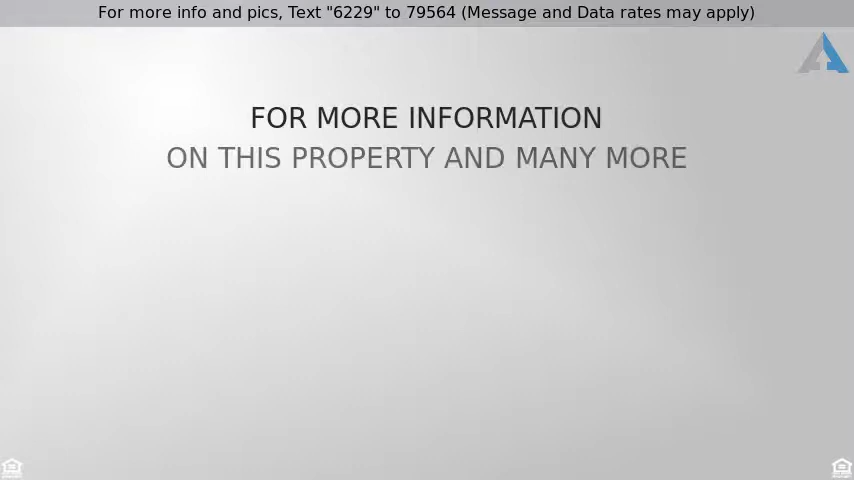 For more info and pics, Text "6229" to 79564 (Message and Data rates may apply)
FOR MORE INFORMATION
ON THIS PROPERTY AND MANY MORE